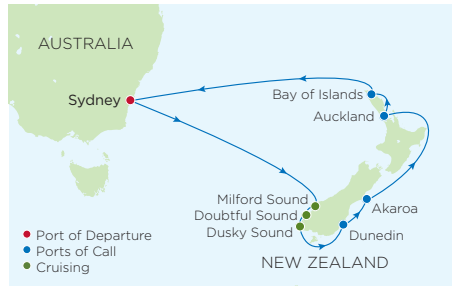 AUSTRALIA
Sydney
Bay of Islands
Auckland
Milford Sound
Doubtful Sound
Dusky Sound
Akaroa
Dunedin
NEW ZEALAND
Port of Departure
Ports of Call
Cruising